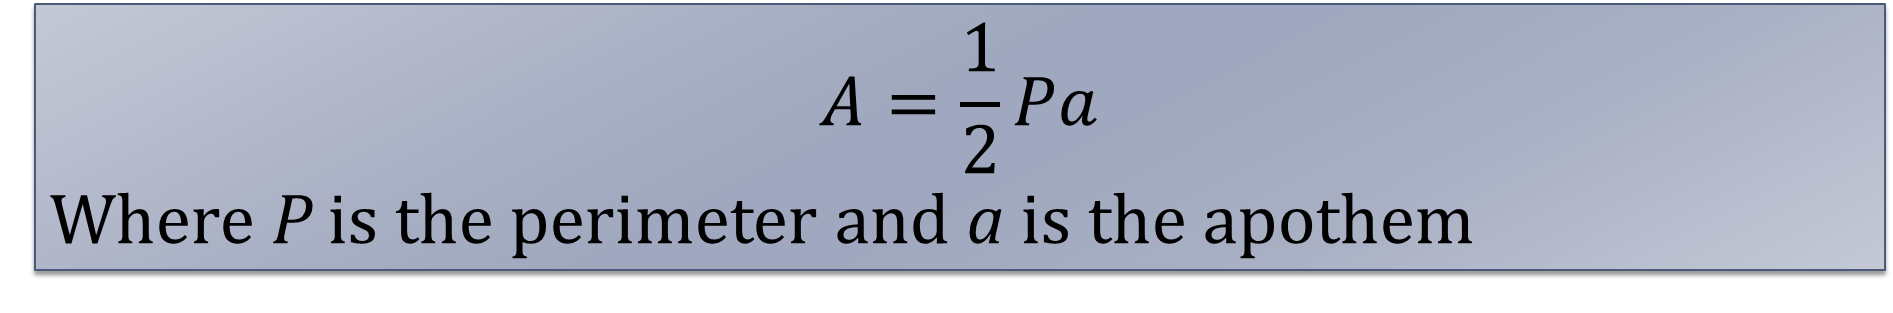 A = 1/2 Pa
Where P is the perimeter and a is the apothem